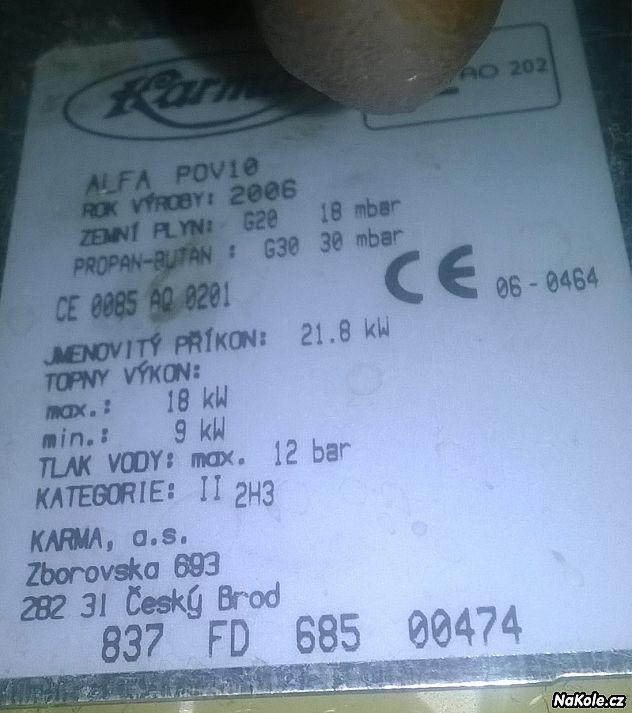 Karma
AO 202
ALFA POV10
ROK VÝROBY: 2006
ZEMNÍ PLYN: G20 18 mbar
PROPAN-BUTAN : G30 30 mbar
CE 06-0464
CE 0085 AQ 0201
JMENOVITÝ PŘÍKON: 21.8 kW
TOPNY VÝKON:
max.: 18 kW
min.: 9 kW
TLAK VODY: max. 12 bar
KATEGORIE: II 2H3
KARMA, a.s.
Zborovska 693
282 31 Český Brod
837 FD 685 00474
NaKole.cz